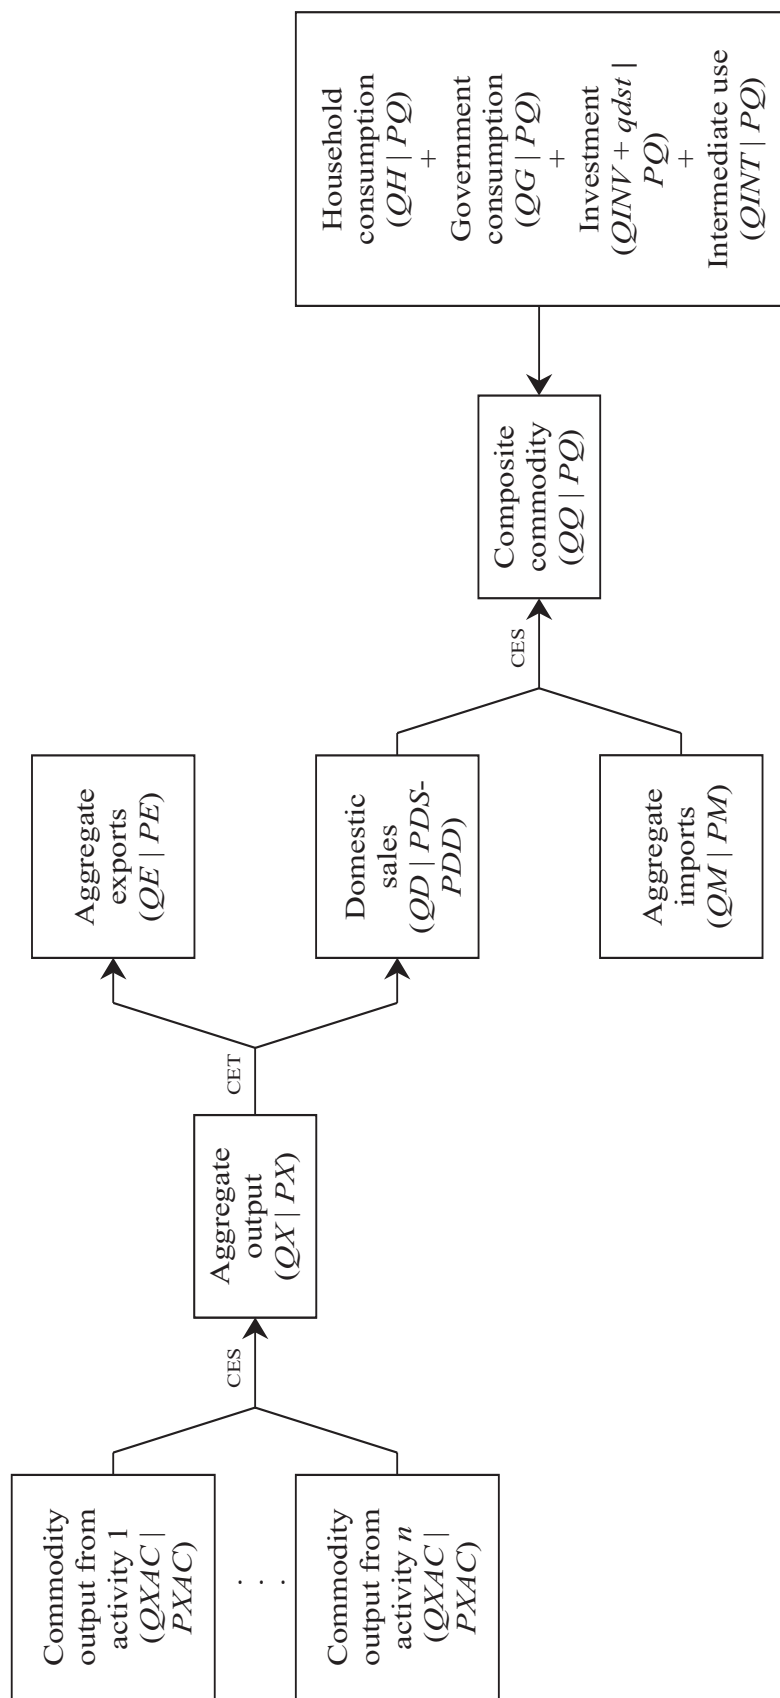 Commodity
output from
activity 1
(QXAC |
PXAC)
. . .
Commodity
output from
activity n
(QXAC |
PXAC)
CES
Aggregate
output
(QX | PX)
CET
Aggregate
exports
(QE | PE)
Domestic
sales
(QD | PDS-
PDD)
Aggregate
imports
(QM | PM)
CES
Composite
commodity
(QQ | PQ)
Household
consumption
(QH | PQ)
+
Government
consumption
(QG | PQ)
+
Investment
(QINV + qdst |
PQ)
+
Intermediate use
(QINT | PQ)